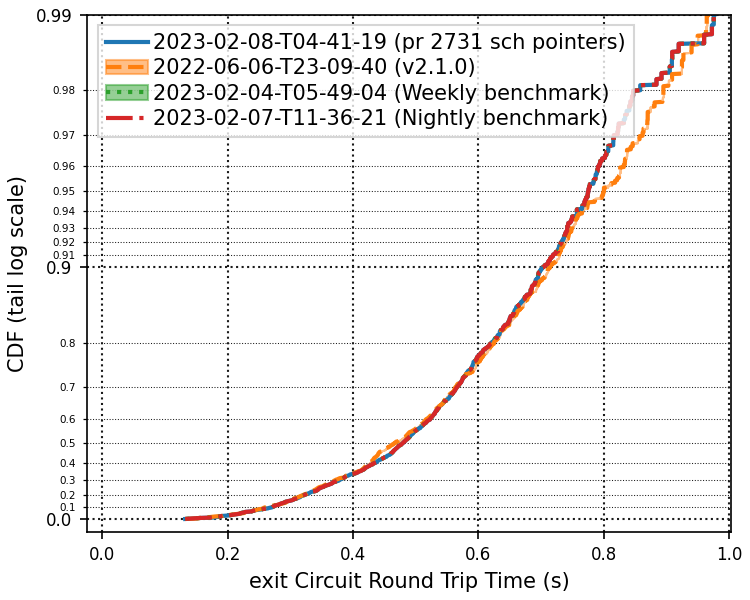 0.99
2023-02-08-T04-41-19 (pr 2731 sch pointers)
2022-06-06-T23-09-40 (v2.1.0)
2023-02-04-T05-49-04 (Weekly benchmark)
2023-02-07-T11-36-21 (Nightly benchmark)
0.98
0.97
0.96
0.95
0.94
0.93
0.92
0.91
0.9
0.8
0.7
0.6
0.5
0.4
0.3
0.2
0.1
0.0
CDF (tail log scale)
0.0 0.2 0.4 0.6 0.8 1.0
exit Circuit Round Trip Time (s)